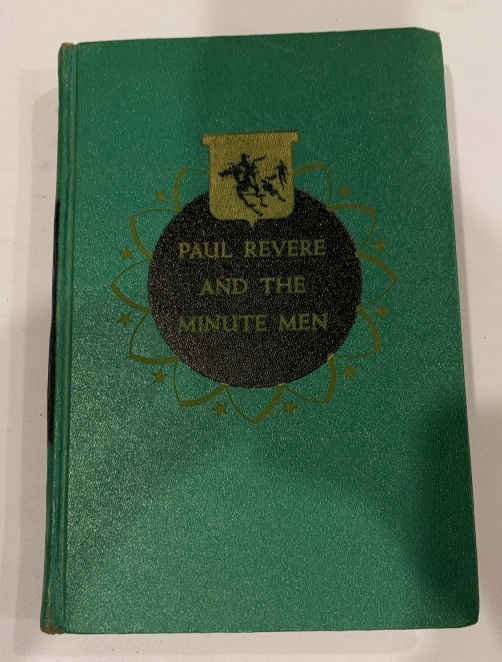 PAUL REVERE
AND THE
MINUTE MEN